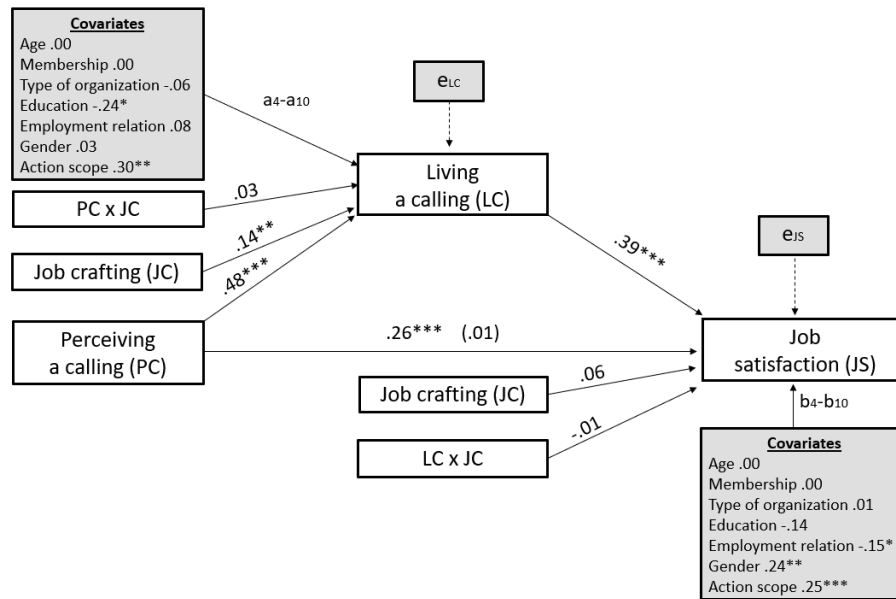 Covariates
Age .00
Membership .00
Type of organization -.06
Education -.24*
Employment relation .08
Gender .03
Action scope .30**
a4-a10
eLC
Living
a calling (LC)
PC x JC
.03
Job crafting (JC)
.14**
.48***
Perceiving
a calling (PC)
.39***
eJS
.26*** (.01)
Job
satisfaction (JS)
Job crafting (JC)
.06
LC x JC
-.01
b4-b10
Covariates
Age .00
Membership .00
Type of organization .01
Education -.14
Employment relation -.15*
Gender .24**
Action scope .25***